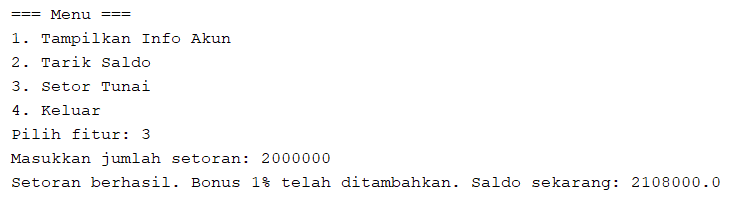 === Menu ===
1. Tampilkan Info Akun
2. Tarik Saldo
3. Setor Tunai
4. Keluar
Pilih fitur: 3
Masukkan jumlah setoran: 2000000
Setoran berhasil. Bonus 1% telah ditambahkan. Saldo sekarang: 2108000.0